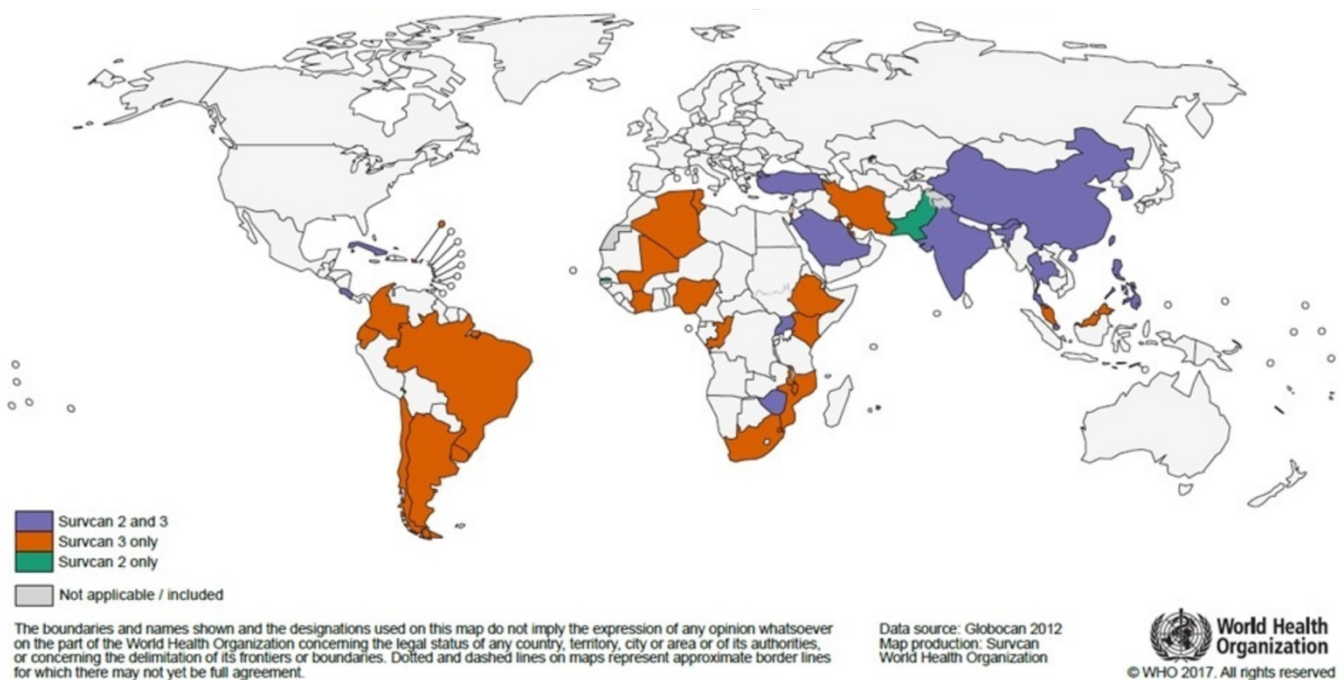 Survcan 2 and 3
Survcan 3 only
Survcan 2 only
Not applicable / included
The boundaries and names shown and the designations used on this map do not imply the expression of any opinion whatsoever
on the part of the World Health Organization concerning the legal status of any country, territory, city or area or of its authorities,
or concerning the delimitation of its frontiers or boundaries. Dotted and dashed lines on maps represent approximate border lines
for which there may not yet be full agreement.
Data source: Globocan 2012
Map production: Survcan
World Health Organization
World Health
Organization
© WHO 2017. All rights reserved